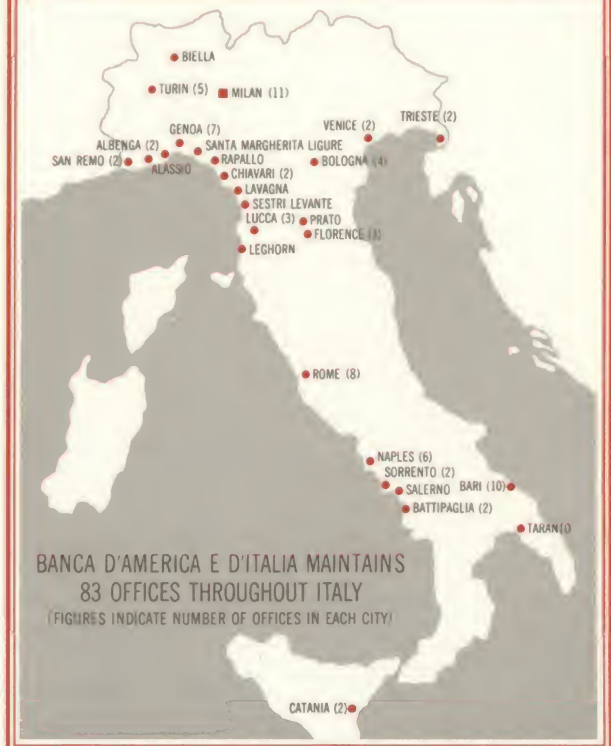 BIELLA
TURIN (5)
MILAN (11)
GENOA (7)
VENICE (2)
TRIESTE (2)
ALBENGA (2)
SANTA MARGHERITA LIGURE
SAN REMO (2)
ALASSIO
RAPALLO
BOLOGNA (4)
CHIAVARI (2)
LAVAGNA
SESTRI LEVANTE
LUCCA (3)
PRATO
FLORENCE
LEGHORN
ROME (8)
NAPLES (6)
SORRENTO (2)
SALERNO
BARI (10)
BATTIPAGLIA (2)
TARANTO
BANCA D'AMERICA E D'ITALIA MAINTAINS
83 OFFICES THROUGHOUT ITALY
(FIGURES INDICATE NUMBER OF OFFICES IN EACH CITY)
CATANIA (2)